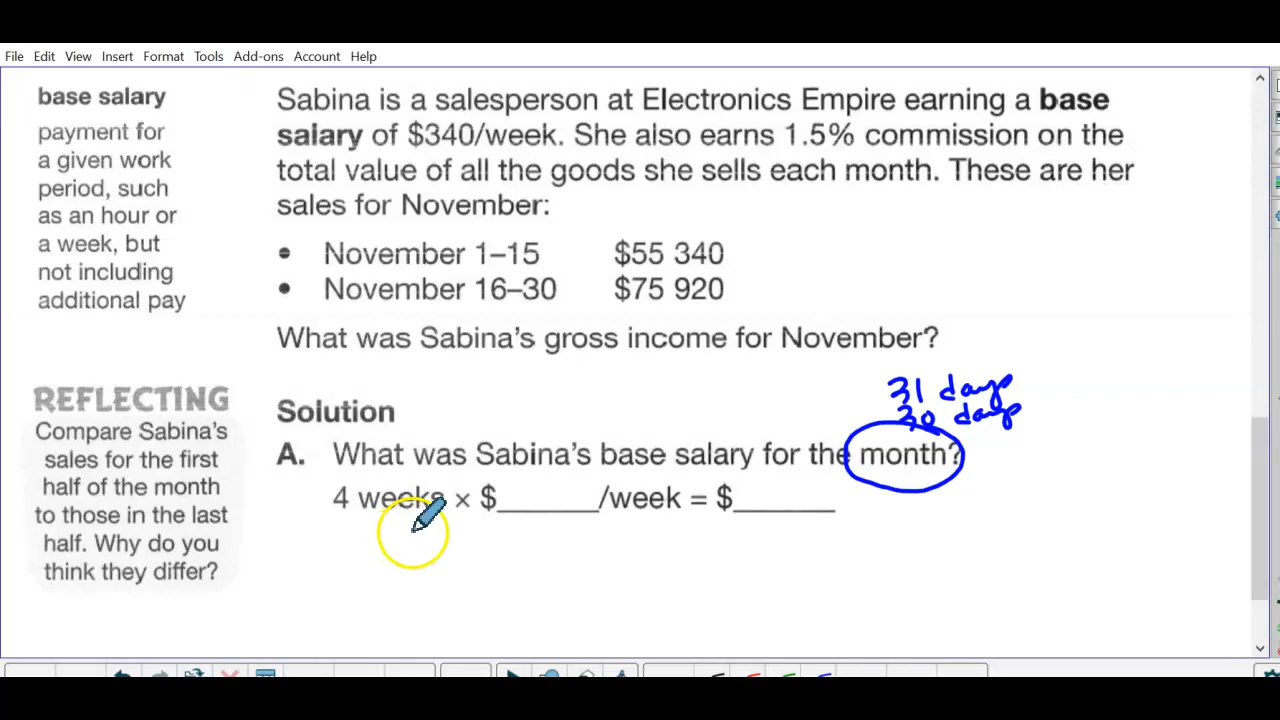 File Edit View Insert Format Tools Add-ons Account Help
base salary
payment for
a given work
period, such
as an hour or
a week, but
not including
additional pay
Sabina is a salesperson at Electronics Empire earning a base
salary of $340/week. She also earns 1.5% commission on the
total value of all the goods she sells each month. These are her
sales for November:
• November 1–15 $55 340
• November 16–30 $75 920
What was Sabina's gross income for November?
REFLECTING
Compare Sabina's
sales for the first
half of the month
to those in the last
half. Why do you
think they differ?
31 days
30 days
Solution
A. What was Sabina's base salary for the month?
4 weeks × $______/week = $______